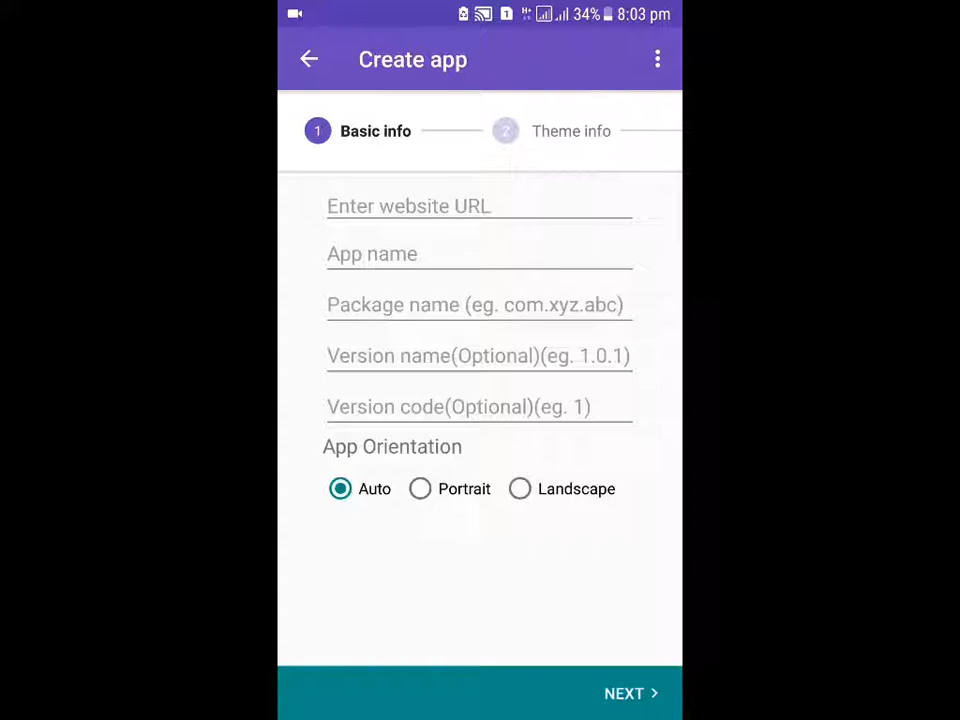 34% 8:03 pm
Create app
1 Basic info 2 Theme info
Enter website URL
App name
Package name (eg. com.xyz.abc)
Version name(Optional)(eg. 1.0.1)
Version code(Optional)(eg. 1)
App Orientation
Auto Portrait Landscape
NEXT